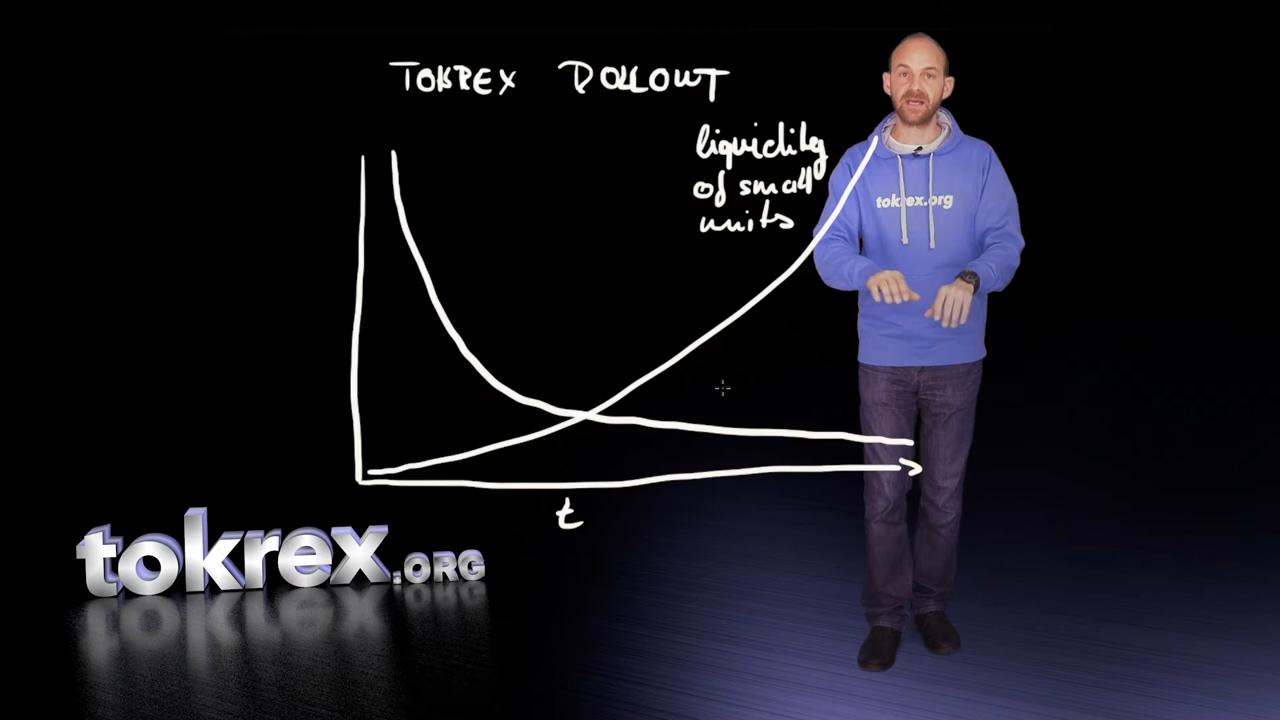 TOKREX ROLLOUT
liquidity
of small
units
tokrex.org
t
tokrex.ORG